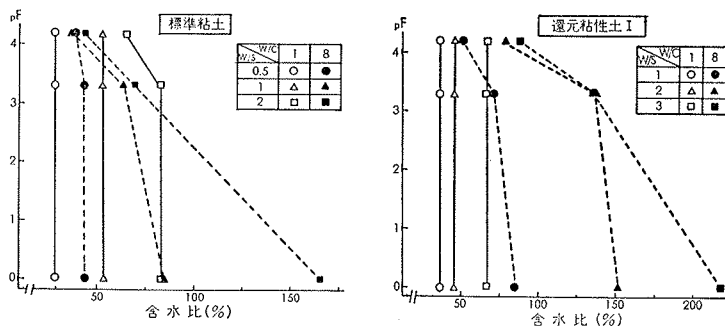 標準粘土
pF
4
3
2
1
0
50 100 150
含水比(%)
W/S W/C 1 8
0.5 ○ ●
1 △ ▲
2 □ ■
還元粘性土 I
pF
4
3
2
1
0
50 100 150 200
含水比(%)
W/S W/C 1 8
1 ○ ●
2 △ ▲
3 □ ■